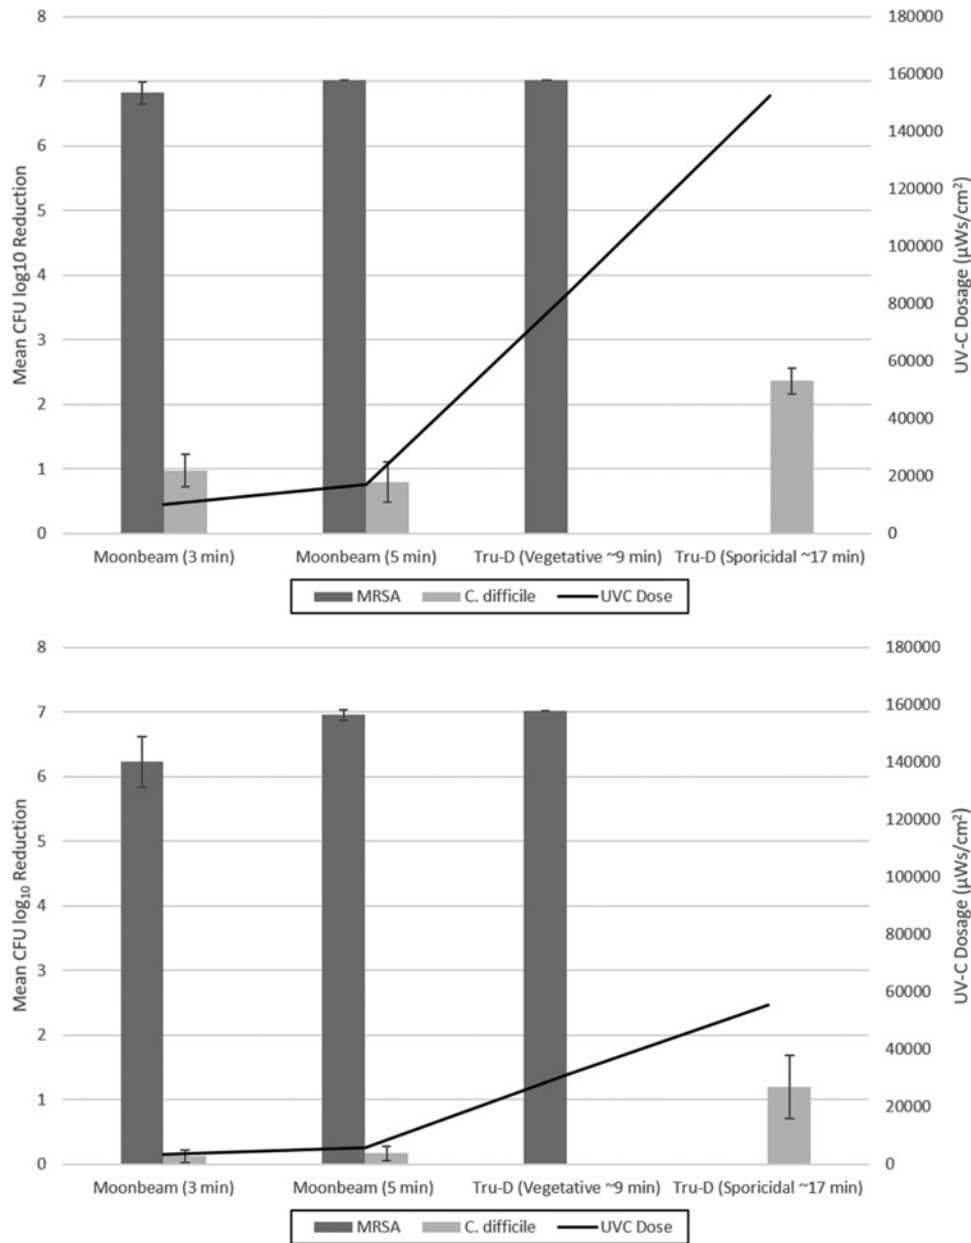 Mean CFU log10 Reduction
8
7
6
5
4
3
2
1
0
180000
160000
140000
120000
100000
80000
60000
40000
20000
0
UV-C Dosage (µWs/cm²)
Moonbeam (3 min)
Moonbeam (5 min)
Tru-D (Vegetative ~9 min)
Tru-D (Sporicidal ~17 min)
MRSA
C. difficile
UVC Dose
Mean CFU log₁₀ Reduction
8
7
6
5
4
3
2
1
0
180000
160000
140000
120000
100000
80000
60000
40000
20000
0
UV-C Dosage (µWs/cm²)
Moonbeam (3 min)
Moonbeam (5 min)
Tru-D (Vegetative ~9 min)
Tru-D (Sporicidal ~17 min)
MRSA
C. difficile
UVC Dose